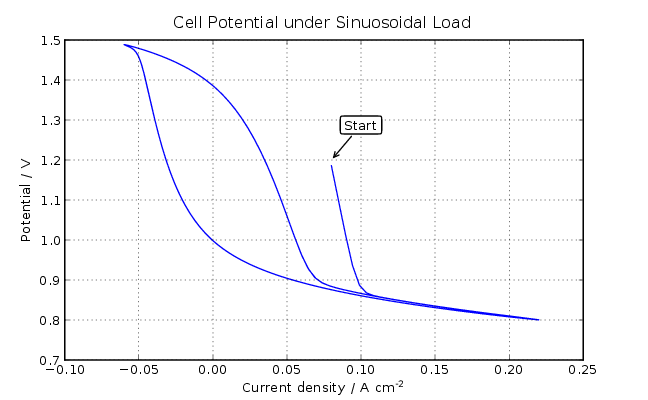 Cell Potential under Sinuosoidal Load
1.5
1.4
1.3
1.2
1.1
1.0
0.9
0.8
0.7
Potential / V
Start
−0.10 −0.05 0.00 0.05 0.10 0.15 0.20 0.25
Current density / A cm⁻²